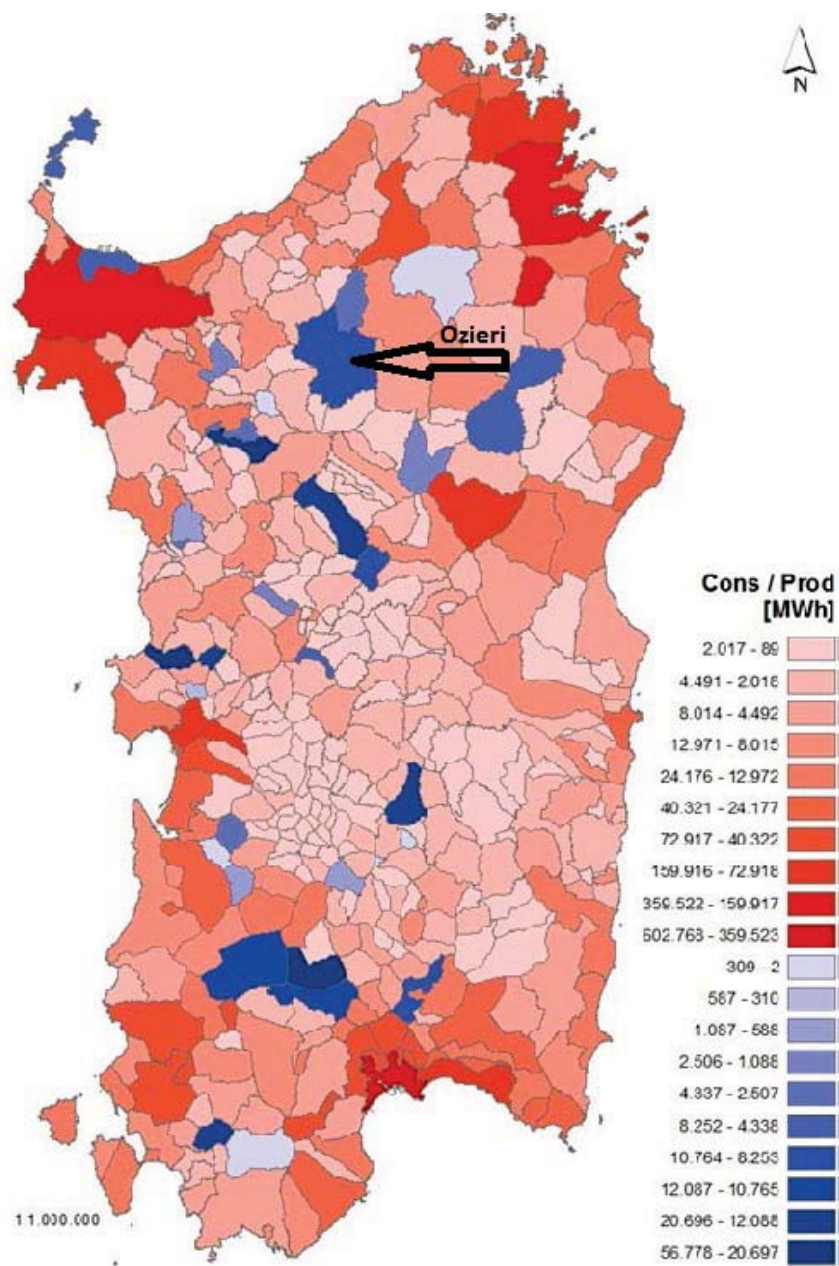 N
Ozieri
Cons / Prod
[MWh]
2.017 - 89
4.491 - 2.018
8.014 - 4.492
12.971 - 8.015
24.176 - 12.972
40.321 - 24.177
72.917 - 40.322
159.916 - 72.918
359.522 - 159.917
602.768 - 359.523
309 - 2
587 - 310
1.087 - 588
2.506 - 1.088
4.337 - 2.507
8.252 - 4.338
10.764 - 8.253
12.087 - 10.765
20.696 - 12.088
56.778 - 20.697
11.000.000